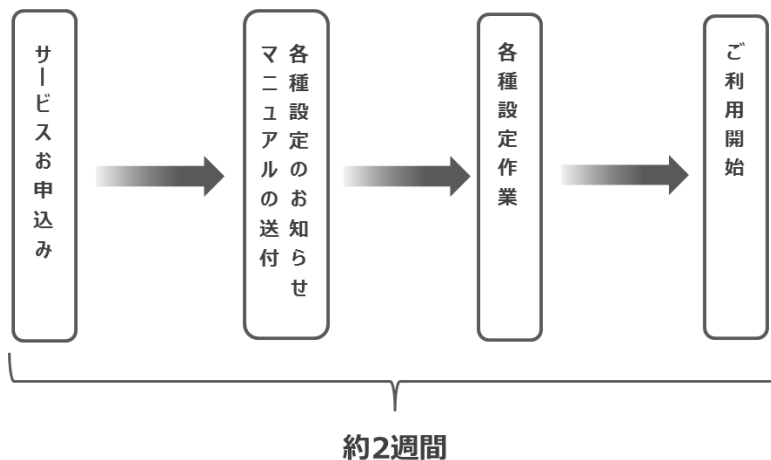 サービスお申込み
各種設定のお知らせ
マニュアルの送付
各種設定作業
ご利用開始
約2週間